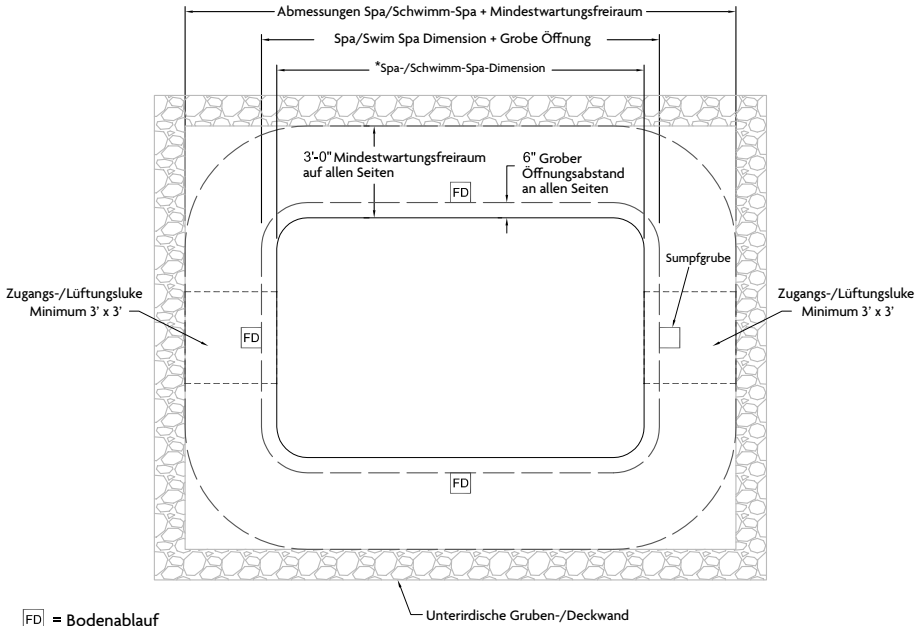 Abmessungen Spa/Schwimm-Spa + Mindestwartungsfreiraum
Spa/Swim Spa Dimension + Grobe Öffnung
*Spa-/Schwimm-Spa-Dimension
3'-0" Mindestwartungsfreiraum
auf allen Seiten
6" Grober
Öffnungsabstand
an allen Seiten
FD
Sumpfgrube
Zugangs-/Lüftungsluke
Minimum 3' x 3'
Zugangs-/Lüftungsluke
Minimum 3' x 3'
FD
FD
Unterirdische Gruben-/Deckwand
FD = Bodenablauf